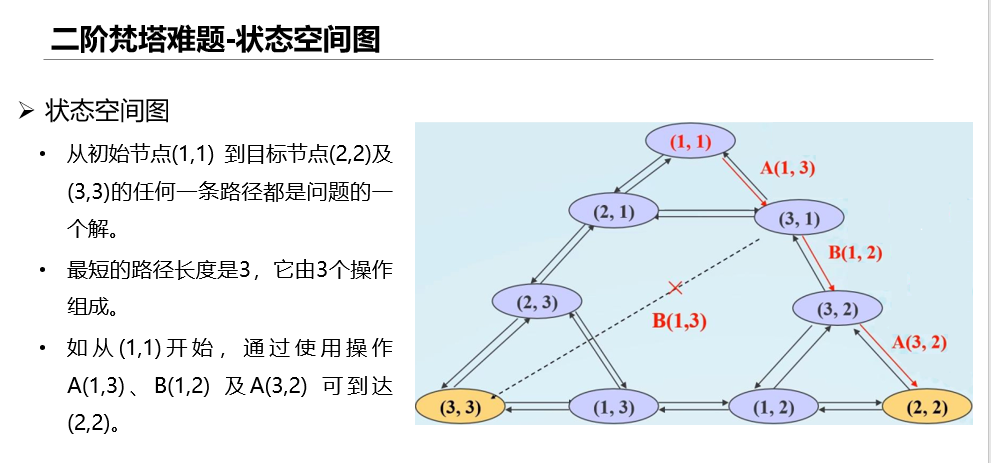 二阶梵塔难题-状态空间图
➢ 状态空间图
• 从初始节点(1,1) 到目标节点(2,2)及
(3,3)的任何一条路径都是问题的一
个解。
• 最短的路径长度是3，它由3个操作
组成。
• 如从(1,1)开始，通过使用操作
A(1,3)、B(1,2) 及A(3,2) 可到达
(2,2)。
(1, 1)
A(1, 3)
(2, 1)
(3, 1)
B(1, 2)
(2, 3)
(3, 2)
B(1,3)
A(3, 2)
(3, 3)
(1, 3)
(1, 2)
(2, 2)